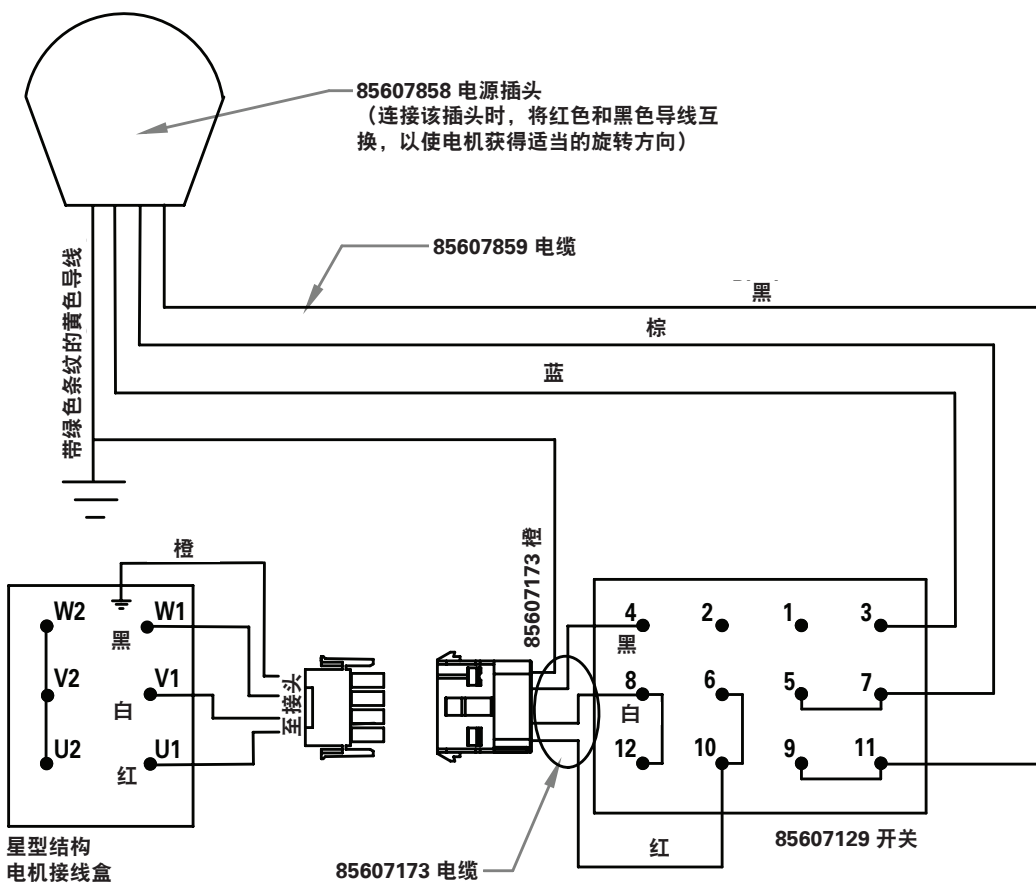 85607858 电源插头
（连接该插头时，将红色和黑色导线互
换，以使电机获得适当的旋转方向）
85607859 电缆
带绿色条纹的黄色导线
黑
棕
蓝
橙
85607173 橙
W2 W1
黑
V2 V1
白
U2 U1
红
至接头
4 2 1 3
黑
8 6 5 7
白
12 10 9 11
红
星型结构
电机接线盒
85607173 电缆
85607129 开关